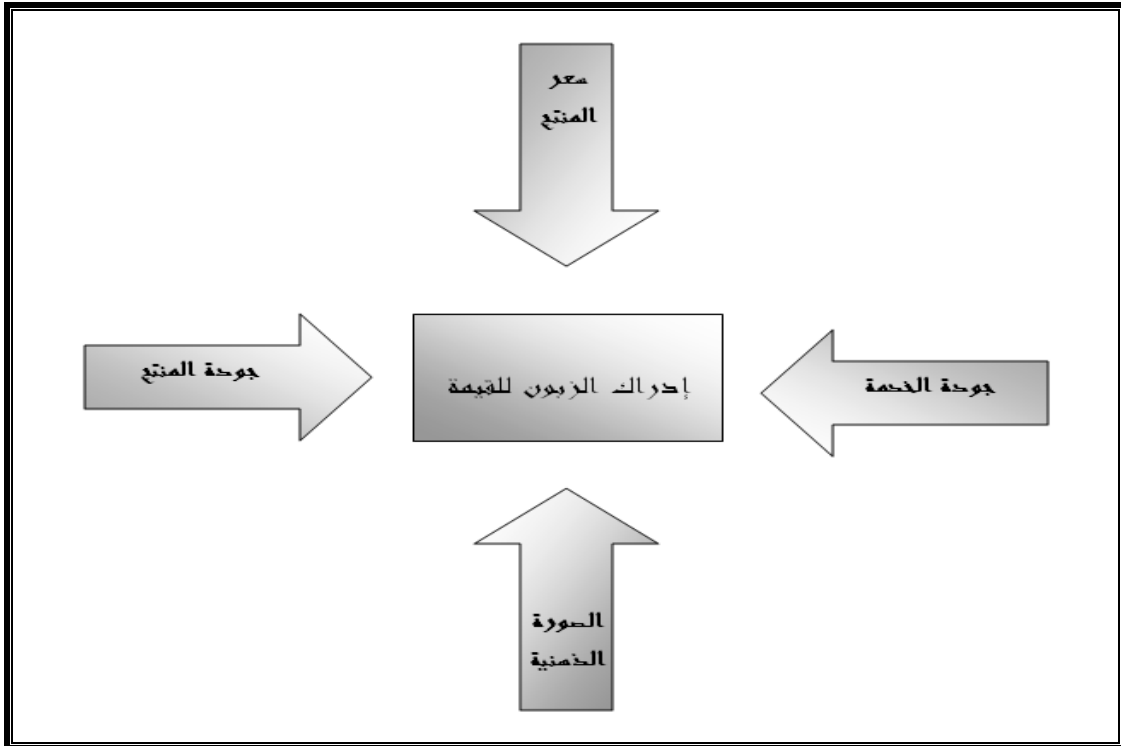 سعر
المنتج
جودة المنتج
إدراك الزبون للقيمة
جودة الخدمة
الصورة
الذهنية